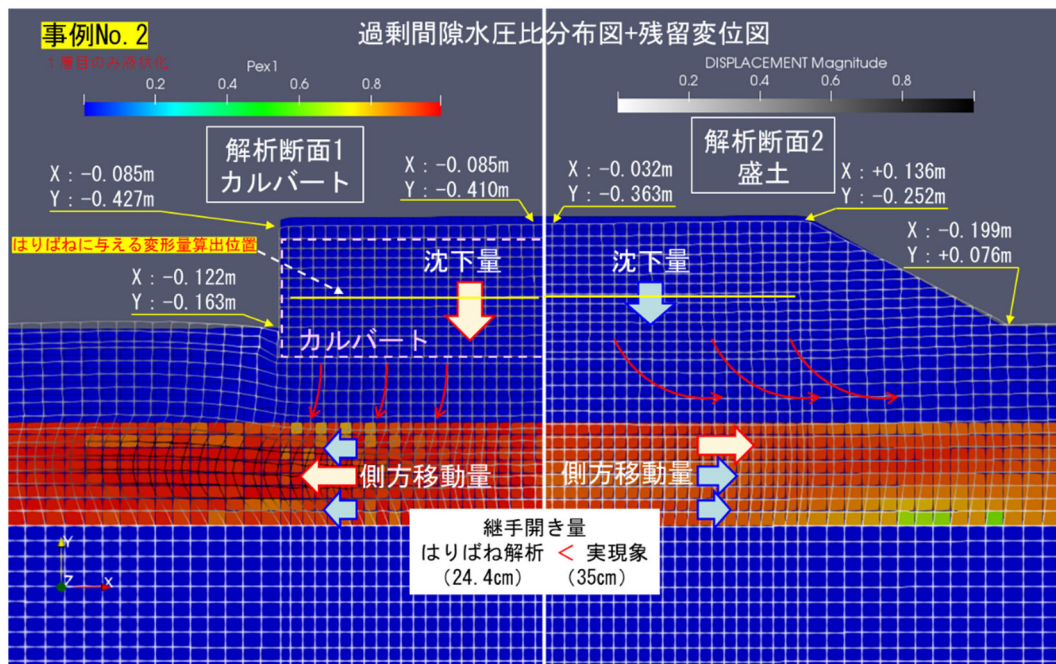 事例No.2
過剰間隙水圧比分布図+残留変位図
1層目のみ液状化
Pex1
0.2 0.4 0.6 0.8
DISPLACEMENT Magnitude
0.2 0.4 0.6 0.8
解析断面1
カルバート
解析断面2
盛土
X:-0.085m
Y:-0.427m
X:-0.085m
Y:-0.410m
X:-0.032m
Y:-0.363m
X:+0.136m
Y:-0.252m
X:-0.199m
Y:+0.076m
はりばねに与える変形量算出位置
X:-0.122m
Y:-0.163m
沈下量
沈下量
カルバート
側方移動量
側方移動量
継手開き量
はりばね解析 < 実現象
(24.4cm) (35cm)
Y
Z X